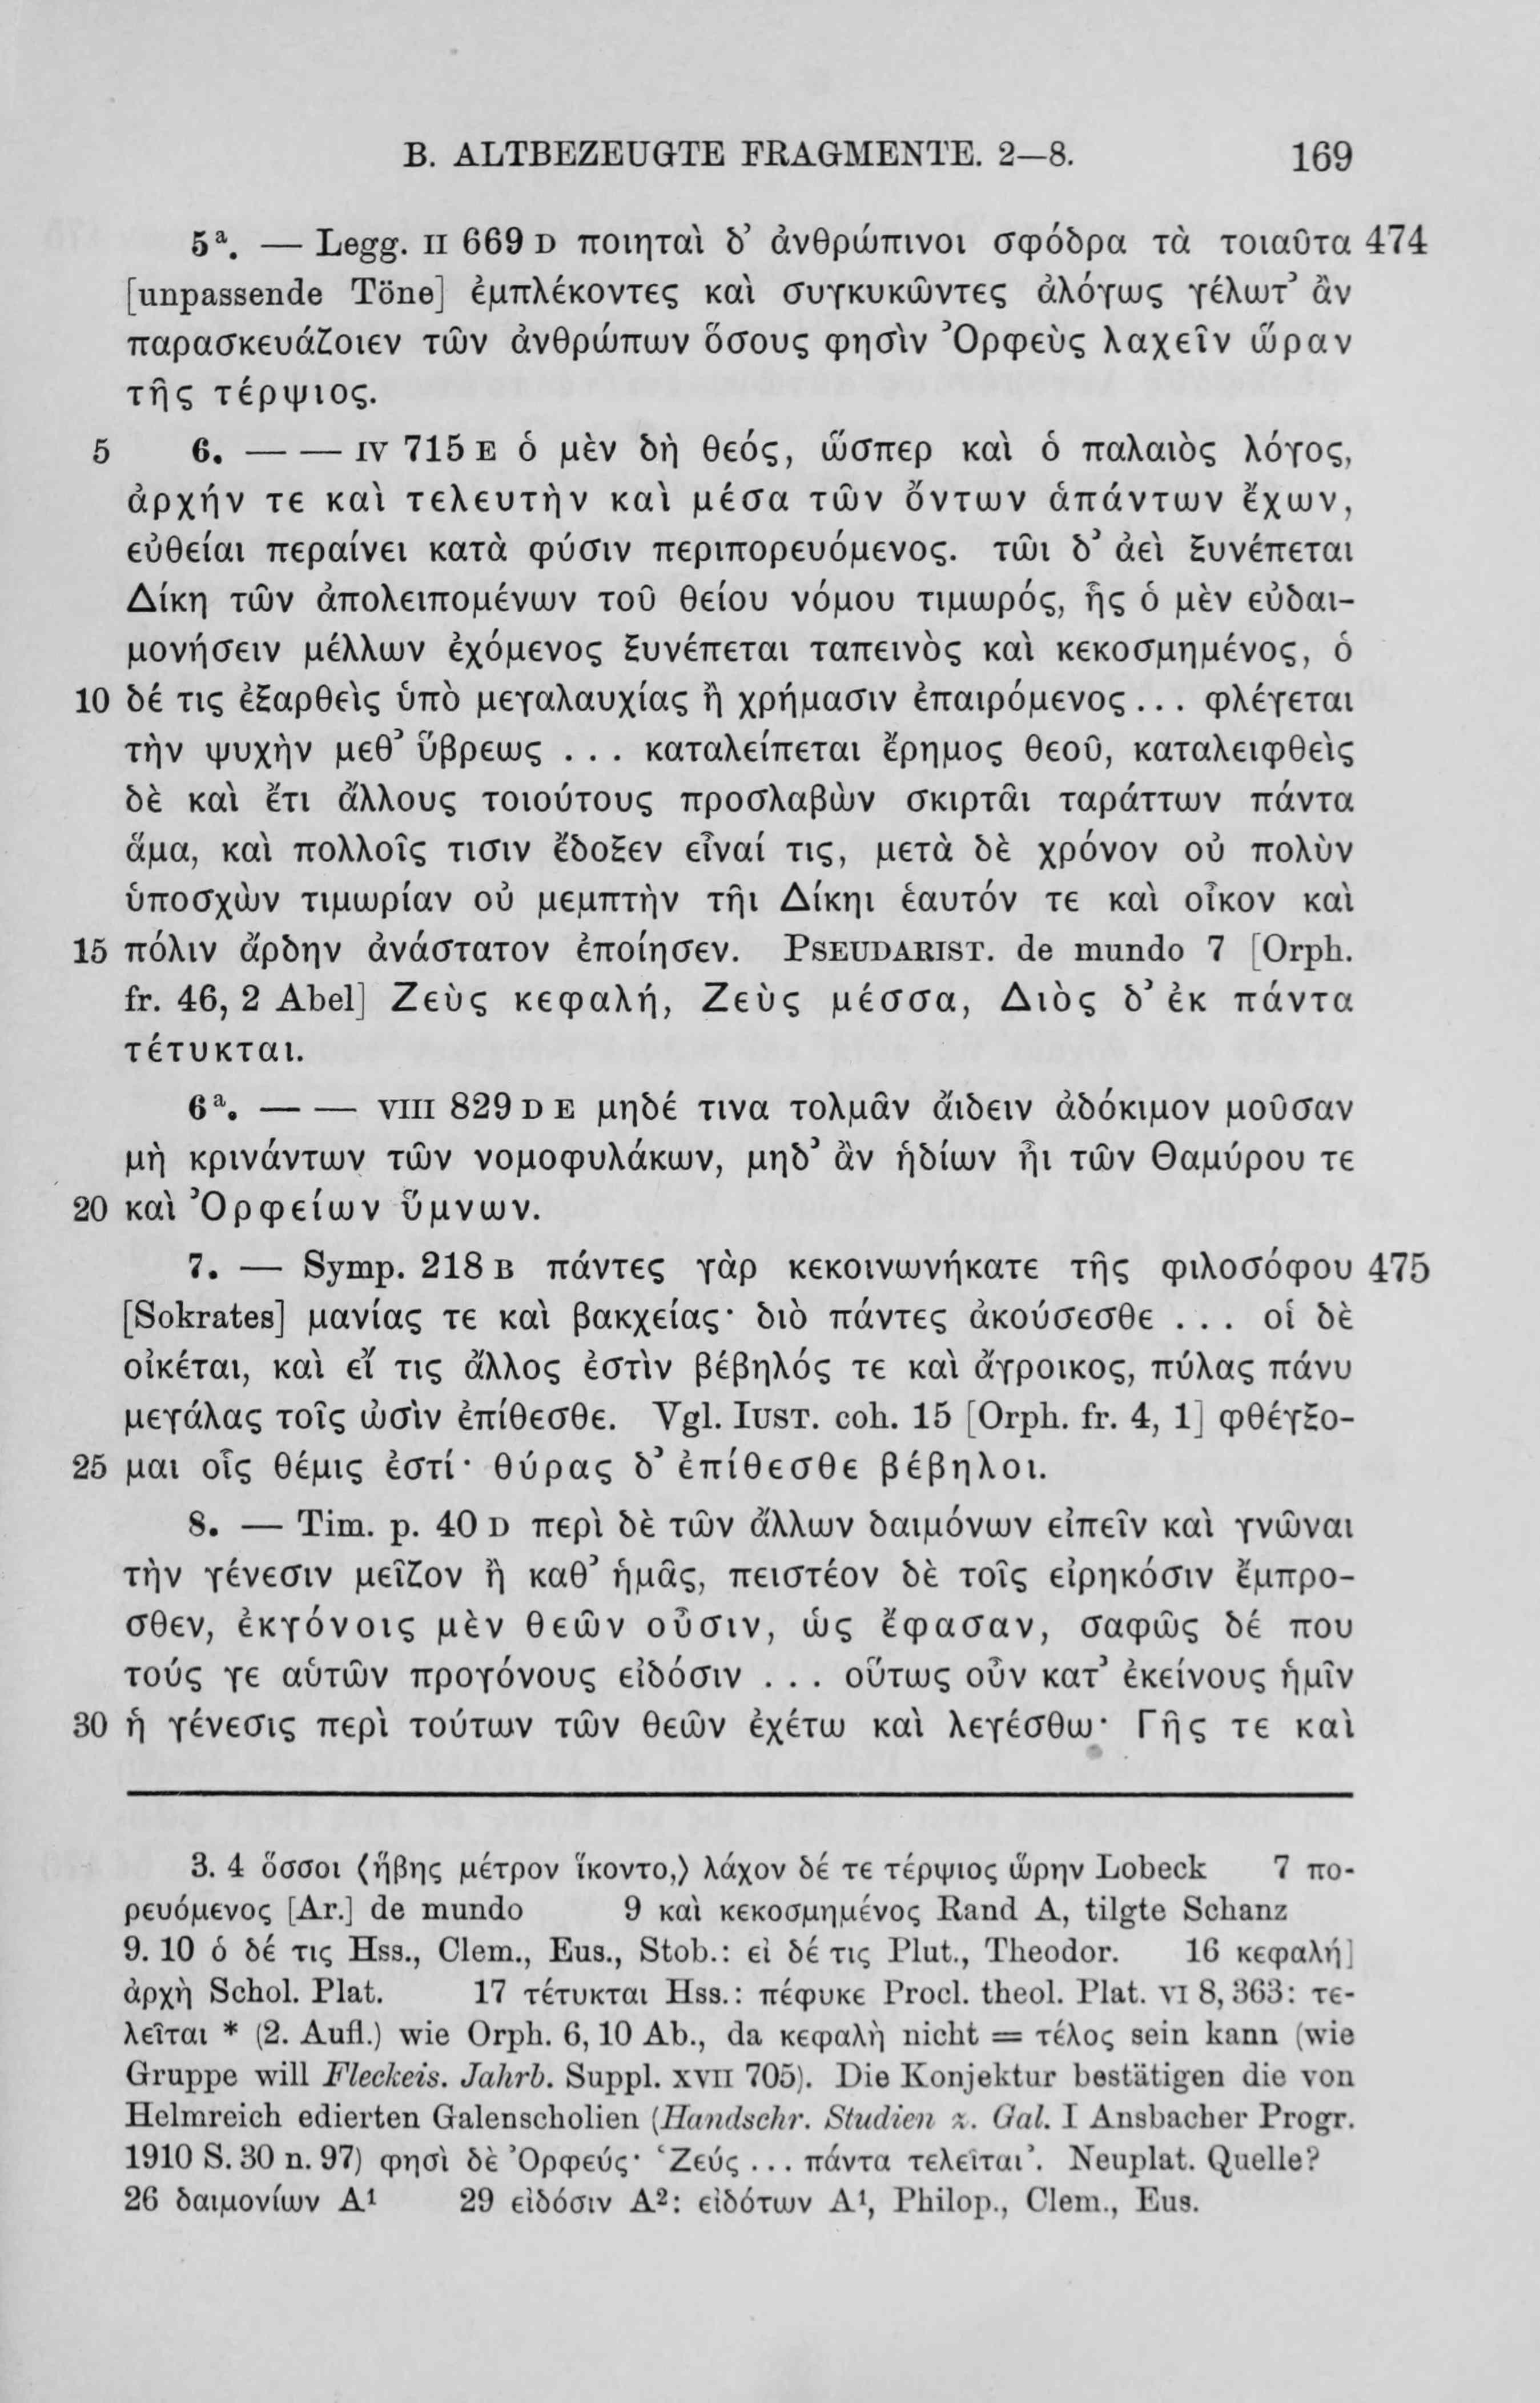 B. ALTBEZEUGTE FRAGMENTE. 2—8. 169
5ª. — Legg. II 669 D ποιηταὶ δ’ ἀνθρώπινοι σφόδρα τὰ τοιαῦτα 474
[unpassende Töne] ἐμπλέκοντες καὶ συγκυκῶντες ἀλόγως γέλωτ’ ἂν
παρασκευάζοιεν τῶν ἀνθρώπων ὅσους φησὶν Ὀρφεὺς λαχεῖν ὥραν
τῆς τέρψιος.
5 6. — — IV 715 E ὁ μὲν δὴ θεός, ὥσπερ καὶ ὁ παλαιὸς λόγος,
ἀρχήν τε καὶ τελευτὴν καὶ μέσα τῶν ὄντων ἁπάντων ἔχων,
εὐθείαι περαίνει κατὰ φύσιν περιπορευόμενος. τῶι δ’ ἀεὶ ξυνέπεται
Δίκη τῶν ἀπολειπομένων τοῦ θείου νόμου τιμωρός, ἧς ὁ μὲν εὐδαι-
μονήσειν μέλλων ἐχόμενος ξυνέπεται ταπεινὸς καὶ κεκοσμημένος, ὁ
10 δέ τις ἐξαρθεὶς ὑπὸ μεγαλαυχίας ἢ χρήμασιν ἐπαιρόμενος ... φλέγεται
τὴν ψυχὴν μεθ’ ὕβρεως ... καταλείπεται ἔρημος θεοῦ, καταλειφθεὶς
δὲ καὶ ἔτι ἄλλους τοιούτους προσλαβὼν σκιρτᾶι ταράττων πάντα
ἅμα, καὶ πολλοῖς τισιν ἔδοξεν εἶναί τις, μετὰ δὲ χρόνον οὐ πολὺν
ὑποσχὼν τιμωρίαν οὐ μεμπτὴν τῆι Δίκηι ἑαυτόν τε καὶ οἶκον καὶ
15 πόλιν ἄρδην ἀνάστατον ἐποίησεν. PSEUDARIST. de mundo 7 [Orph.
fr. 46, 2 Abel] Ζεὺς κεφαλή, Ζεὺς μέσσα, Διὸς δ’ ἐκ πάντα
τέτυκται.
6ª. — — VIII 829 D E μηδέ τινα τολμᾶν ἄιδειν ἀδόκιμον μοῦσαν
μὴ κρινάντων τῶν νομοφυλάκων, μηδ’ ἂν ἡδίων ἦι τῶν Θαμύρου τε
20 καὶ Ὀρφείων ὕμνων.
7. — Symp. 218 B πάντες γὰρ κεκοινωνήκατε τῆς φιλοσόφου 475
[Sokrates] μανίας τε καὶ βακχείας· διὸ πάντες ἀκούσεσθε ... οἱ δὲ
οἰκέται, καὶ εἴ τις ἄλλος ἐστὶν βέβηλός τε καὶ ἄγροικος, πύλας πάνυ
μεγάλας τοῖς ὠσὶν ἐπίθεσθε. Vgl. IUST. coh. 15 [Orph. fr. 4, 1] φθέγξο-
25 μαι οἷς θέμις ἐστί· θύρας δ’ ἐπίθεσθε βέβηλοι.
8. — Tim. p. 40 D περὶ δὲ τῶν ἄλλων δαιμόνων εἰπεῖν καὶ γνῶναι
τὴν γένεσιν μεῖζον ἢ καθ’ ἡμᾶς, πειστέον δὲ τοῖς εἰρηκόσιν ἔμπρο-
σθεν, ἐκγόνοις μὲν θεῶν οὖσιν, ὡς ἔφασαν, σαφῶς δέ που
τούς γε αὑτῶν προγόνους εἰδόσιν ... οὕτως οὖν κατ’ ἐκείνους ἡμῖν
30 ἡ γένεσις περὶ τούτων τῶν θεῶν ἐχέτω καὶ λεγέσθω· Γῆς τε καὶ
3. 4 ὅσσοι ⟨ἥβης μέτρον ἵκοντο,⟩ λάχον δέ τε τέρψιος ὥρην Lobeck 7 πο-
ρευόμενος [Ar.] de mundo 9 καὶ κεκοσμημένος Rand A, tilgte Schanz
9. 10 ὁ δέ τις Hss., Clem., Eus., Stob.: εἰ δέ τις Plut., Theodor. 16 κεφαλή]
ἀρχὴ Schol. Plat. 17 τέτυκται Hss.: πέφυκε Procl. theol. Plat. VI 8, 363: τε-
λεῖται * (2. Aufl.) wie Orph. 6, 10 Ab., da κεφαλὴ nicht = τέλος sein kann (wie
Gruppe will Fleckeis. Jahrb. Suppl. XVII 705). Die Konjektur bestätigen die von
Helmreich edierten Galenscholien (Handschr. Studien z. Gal. I Ansbacher Progr.
1910 S. 30 n. 97) φησὶ δὲ Ὀρφεύς· ‘Ζεύς ... πάντα τελεῖται’. Neuplat. Quelle?
26 δαιμονίων A¹ 29 εἰδόσιν A²: εἰδότων A¹, Philop., Clem., Eus.